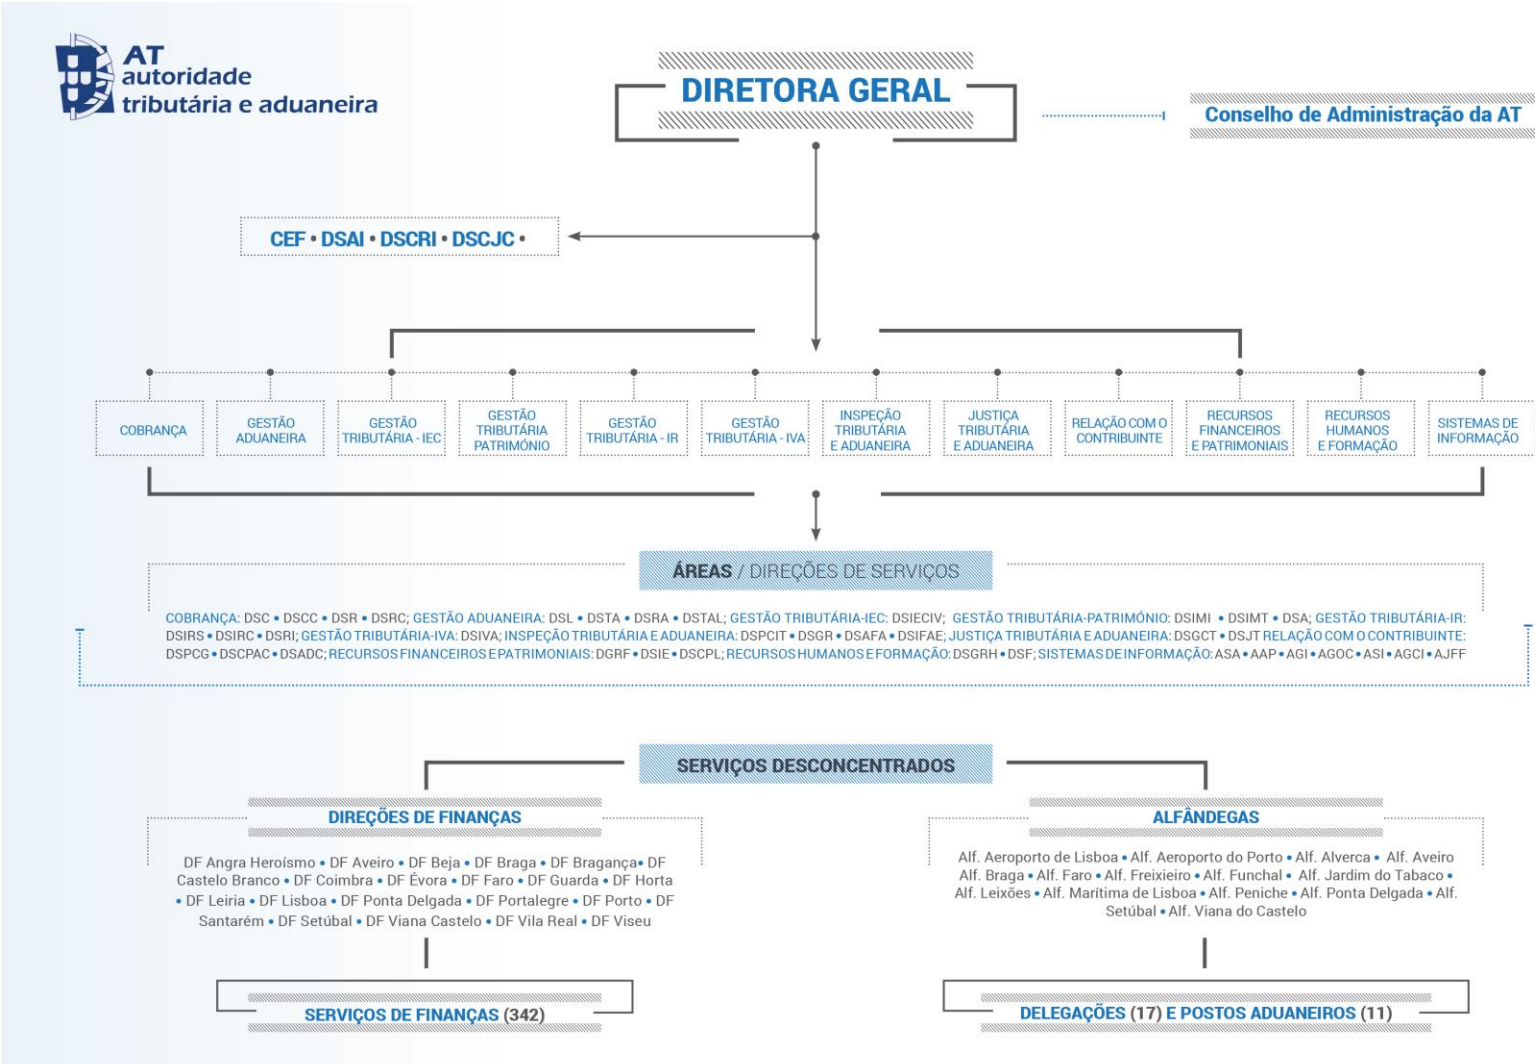 AT
autoridade
tributária e aduaneira
DIRETORA GERAL
Conselho de Administração da AT
CEF • DSAI • DSCRI • DSCJC •
COBRANÇA
GESTÃO
ADUANEIRA
GESTÃO
TRIBUTÁRIA - IEC
GESTÃO
TRIBUTÁRIA
PATRIMÓNIO
GESTÃO
TRIBUTÁRIA - IR
GESTÃO
TRIBUTÁRIA - IVA
INSPEÇÃO
TRIBUTÁRIA
E ADUANEIRA
JUSTIÇA
TRIBUTÁRIA
E ADUANEIRA
RELAÇÃO COM O
CONTRIBUINTE
RECURSOS
FINANCEIROS
E PATRIMONIAIS
RECURSOS
HUMANOS
E FORMAÇÃO
SISTEMAS DE
INFORMAÇÃO
ÁREAS / DIREÇÕES DE SERVIÇOS
COBRANÇA: DSC • DSCC • DSR • DSRC; GESTÃO ADUANEIRA: DSL • DSTA • DSRA • DSTAL; GESTÃO TRIBUTÁRIA-IEC: DSIECIV; GESTÃO TRIBUTÁRIA-PATRIMÓNIO: DSIMI • DSIMT • DSA; GESTÃO TRIBUTÁRIA-IR:
DSIRS • DSIRC • DSRI; GESTÃO TRIBUTÁRIA-IVA: DSIVA; INSPEÇÃO TRIBUTÁRIA E ADUANEIRA: DSPCIT • DSGR • DSAFA • DSIFAE; JUSTIÇA TRIBUTÁRIA E ADUANEIRA: DSGCT • DSJT RELAÇÃO COM O CONTRIBUINTE:
DSPCG • DSCPAC • DSADC; RECURSOS FINANCEIROS E PATRIMONIAIS: DGRF • DSIE • DSCPL; RECURSOS HUMANOS E FORMAÇÃO: DSGRH • DSF; SISTEMAS DE INFORMAÇÃO: ASA • AAP • AGI • AGOC • ASI • AGCI • AJFF
SERVIÇOS DESCONCENTRADOS
DIREÇÕES DE FINANÇAS
DF Angra Heroísmo • DF Aveiro • DF Beja • DF Braga • DF Bragança• DF
Castelo Branco • DF Coimbra • DF Évora • DF Faro • DF Guarda • DF Horta
• DF Leiria • DF Lisboa • DF Ponta Delgada • DF Portalegre • DF Porto • DF
Santarém • DF Setúbal • DF Viana Castelo • DF Vila Real • DF Viseu
SERVIÇOS DE FINANÇAS (342)
ALFÂNDEGAS
Alf. Aeroporto de Lisboa • Alf. Aeroporto do Porto • Alf. Alverca • Alf. Aveiro
Alf. Braga • Alf. Faro • Alf. Freixieiro • Alf. Funchal • Alf. Jardim do Tabaco •
Alf. Leixões • Alf. Marítima de Lisboa • Alf. Peniche • Alf. Ponta Delgada • Alf.
Setúbal • Alf. Viana do Castelo
DELEGAÇÕES (17) E POSTOS ADUANEIROS (11)